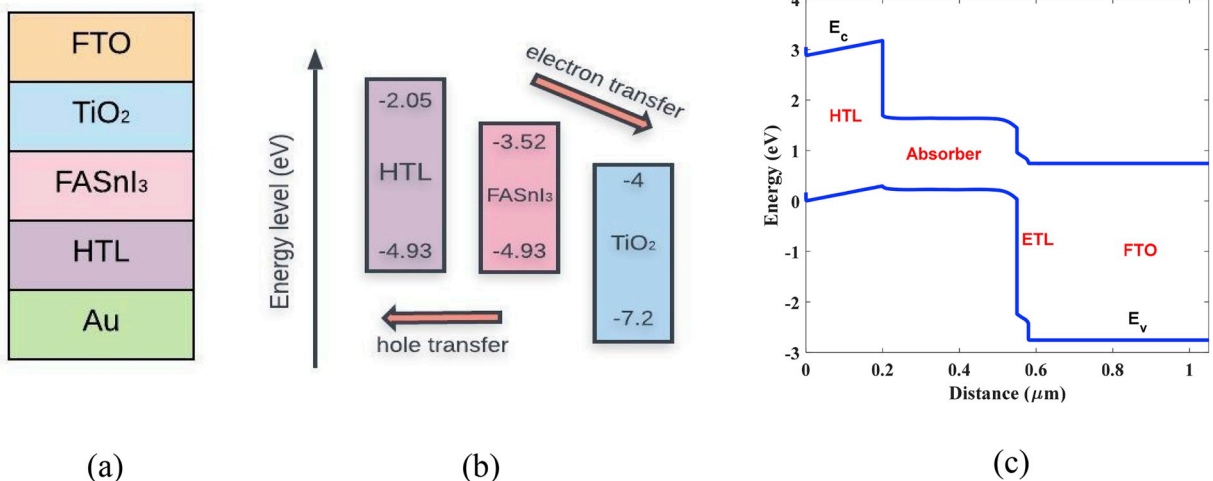 FTO
TiO2
FASnI3
HTL
Au
(a)
Energy level (eV)
-2.05
HTL
-4.93
-3.52
FASnI3
-4.93
-4
TiO2
-7.2
electron transfer
hole transfer
(b)
4
3
2
1
0
-1
-2
-3
Energy (eV)
Ec
HTL
Absorber
ETL
FTO
Ev
0
0.2
0.4
0.6
0.8
1
Distance (μm)
(c)